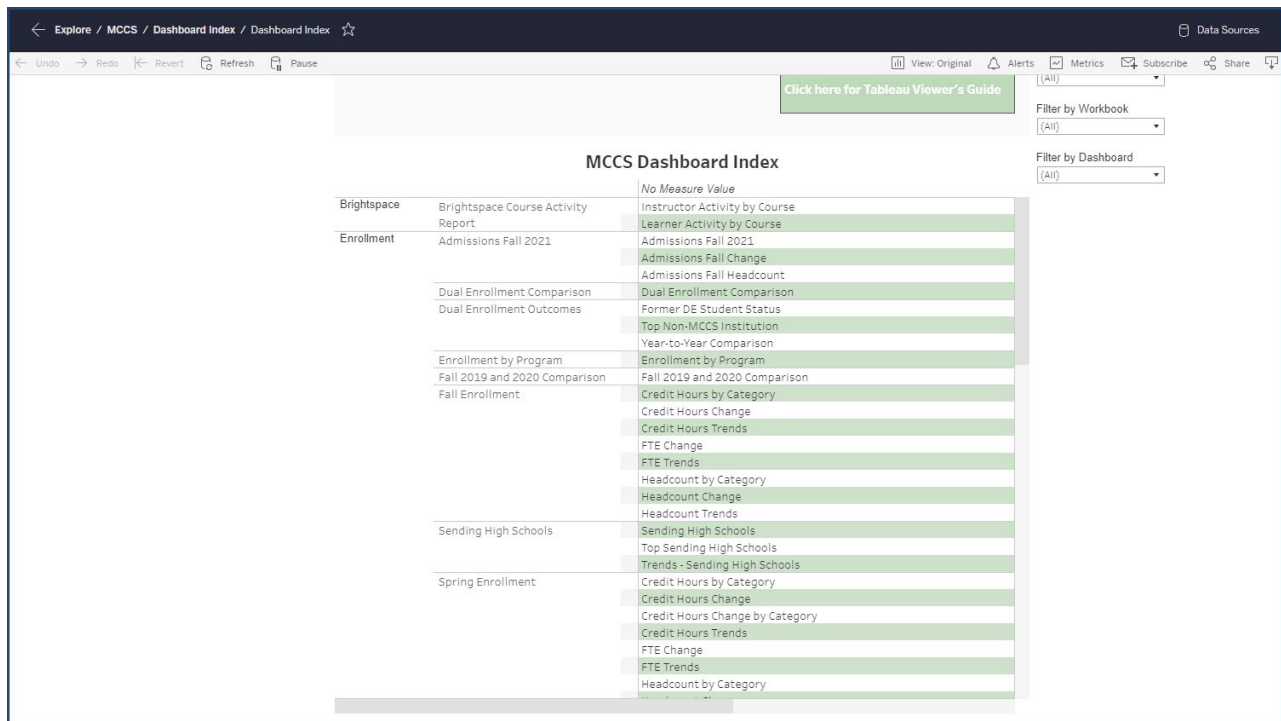 Explore / MCCS / Dashboard Index / Dashboard Index
Data Sources
Undo Redo Revert Refresh Pause
View: Original Alerts Metrics Subscribe Share
Click here for Tableau Viewer's Guide
(All)
Filter by Workbook
(All)
Filter by Dashboard
(All)
MCCS Dashboard Index
No Measure Value
Brightspace Brightspace Course Activity Instructor Activity by Course
Report Learner Activity by Course
Enrollment Admissions Fall 2021 Admissions Fall 2021
Admissions Fall Change
Admissions Fall Headcount
Dual Enrollment Comparison Dual Enrollment Comparison
Dual Enrollment Outcomes Former DE Student Status
Top Non-MCCS Institution
Year-to-Year Comparison
Enrollment by Program Enrollment by Program
Fall 2019 and 2020 Comparison Fall 2019 and 2020 Comparison
Fall Enrollment Credit Hours by Category
Credit Hours Change
Credit Hours Trends
FTE Change
FTE Trends
Headcount by Category
Headcount Change
Headcount Trends
Sending High Schools Sending High Schools
Top Sending High Schools
Trends - Sending High Schools
Spring Enrollment Credit Hours by Category
Credit Hours Change
Credit Hours Change by Category
Credit Hours Trends
FTE Change
FTE Trends
Headcount by Category